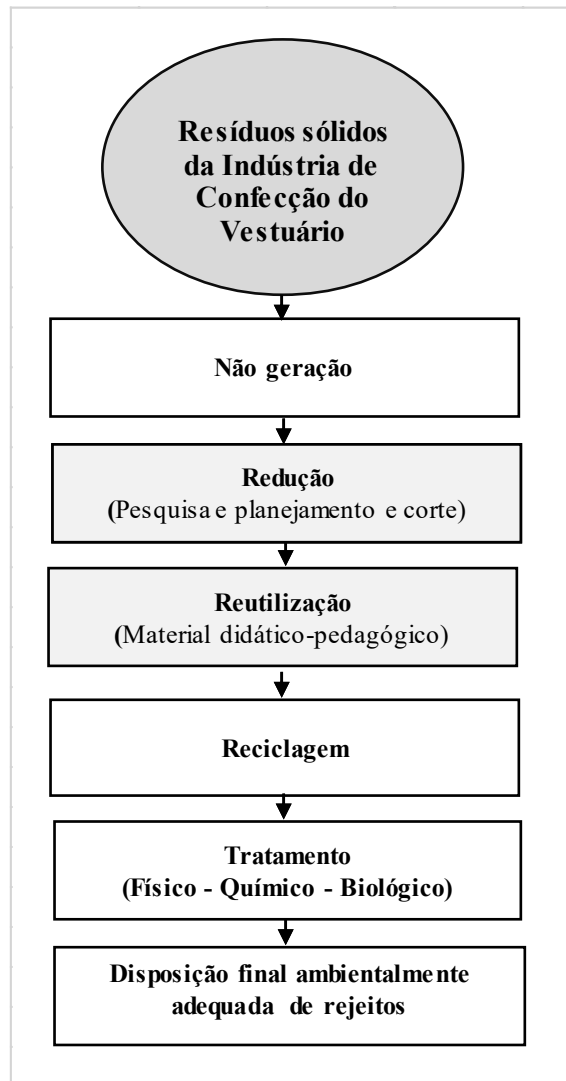 Resíduos sólidos
da Indústria de
Confecção do
Vestuário
Não geração
Redução
(Pesquisa e planejamento e corte)
Reutilização
(Material didático-pedagógico)
Reciclagem
Tratamento
(Físico - Químico - Biológico)
Disposição final ambientalmente
adequada de rejeitos